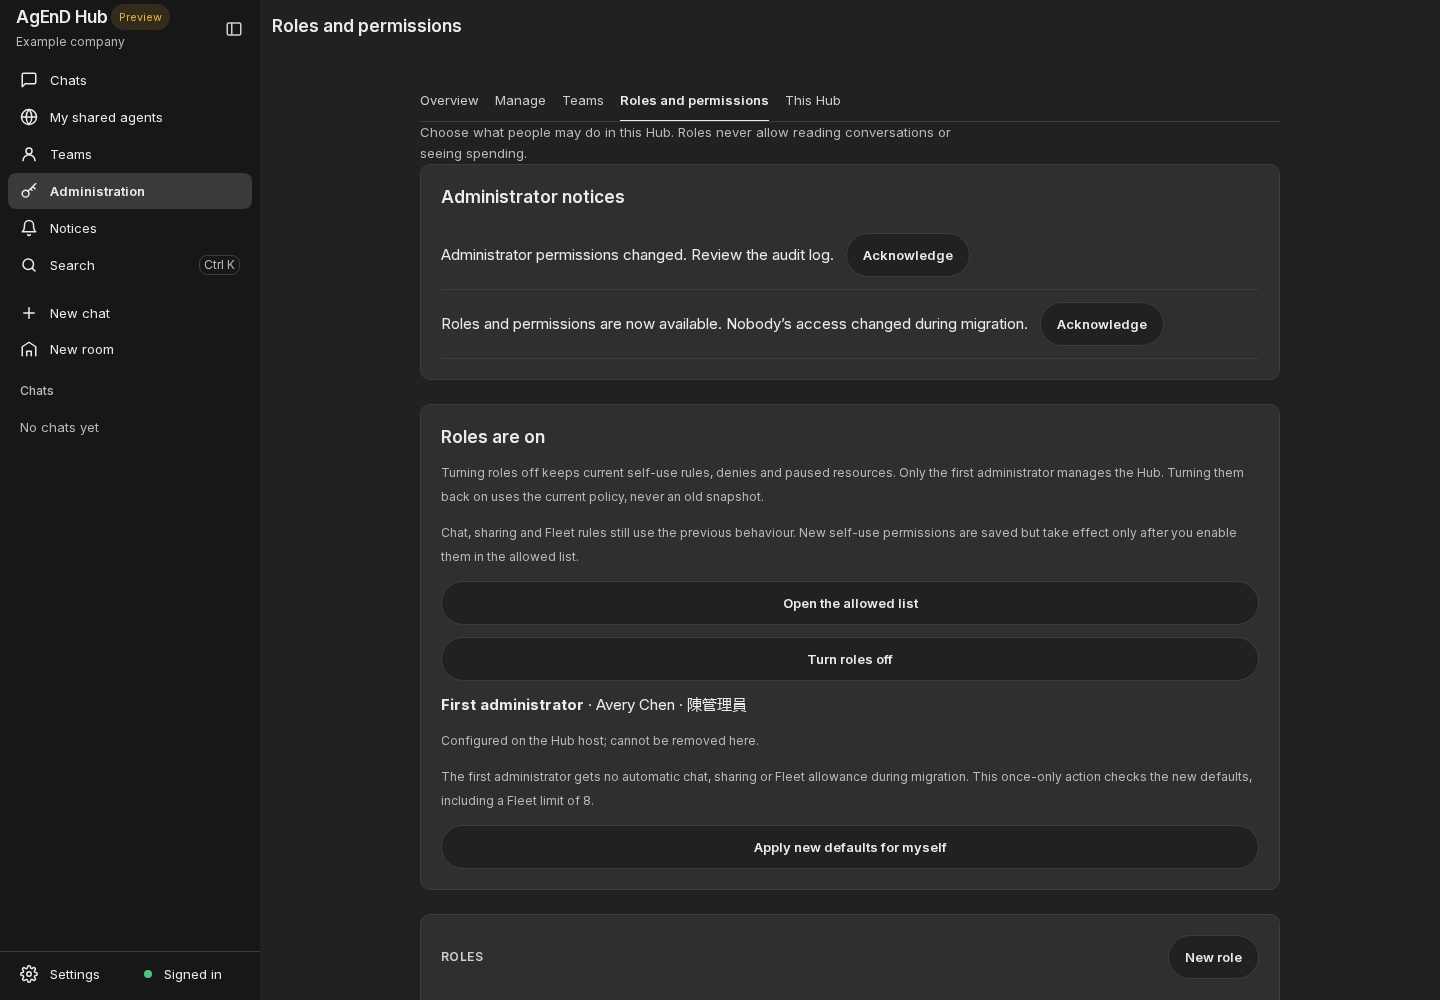 AgEnD Hub Preview
Example company
Chats
My shared agents
Teams
Administration
Notices
Search Ctrl K
New chat
New room
Chats
No chats yet
Settings
Signed in
Roles and permissions
Overview Manage Teams Roles and permissions This Hub
Choose what people may do in this Hub. Roles never allow reading conversations or
seeing spending.
Administrator notices
Administrator permissions changed. Review the audit log. Acknowledge
Roles and permissions are now available. Nobody’s access changed during migration. Acknowledge
Roles are on
Turning roles off keeps current self-use rules, denies and paused resources. Only the first administrator manages the Hub. Turning them
back on uses the current policy, never an old snapshot.
Chat, sharing and Fleet rules still use the previous behaviour. New self-use permissions are saved but take effect only after you enable
them in the allowed list.
Open the allowed list
Turn roles off
First administrator · Avery Chen · 陳管理員
Configured on the Hub host; cannot be removed here.
The first administrator gets no automatic chat, sharing or Fleet allowance during migration. This once-only action checks the new defaults,
including a Fleet limit of 8.
Apply new defaults for myself
ROLES New role